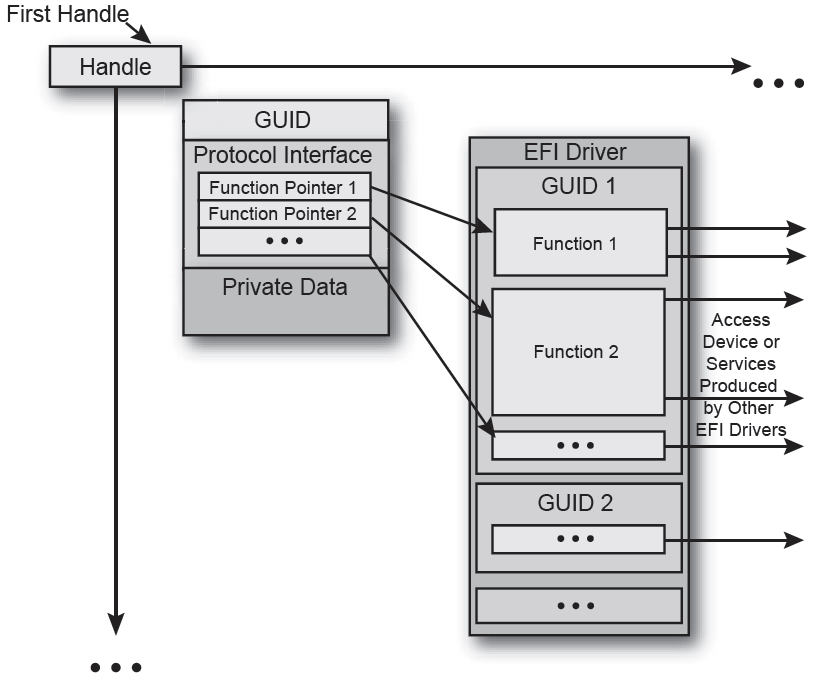 First Handle
Handle
• • •
GUID
Protocol Interface
Function Pointer 1
Function Pointer 2
• • •
Private Data
EFI Driver
GUID 1
Function 1
Function 2
• • •
GUID 2
• • •
• • •
Access
Device or
Services
Produced
by Other
EFI Drivers
• • •